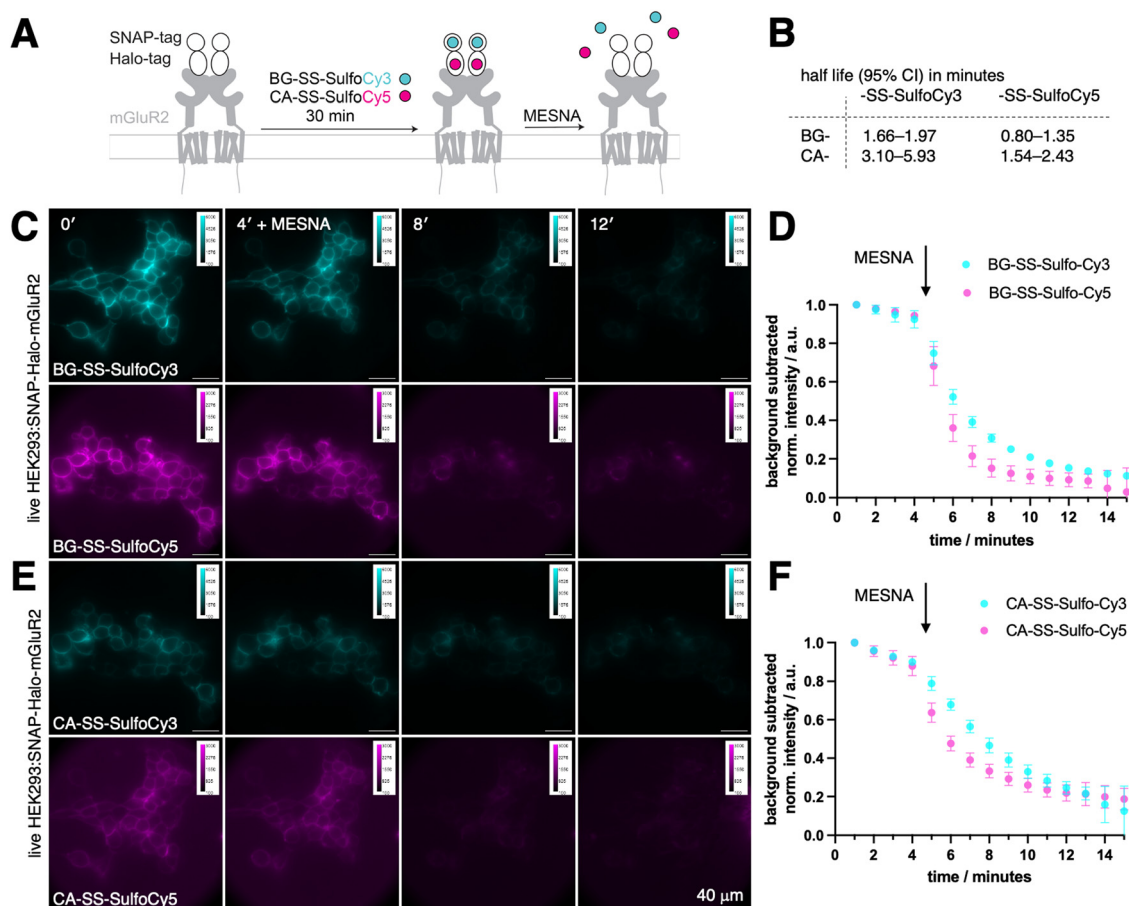 A
SNAP-tag
Halo-tag
mGluR2
BG-SS-SulfoCy3
CA-SS-SulfoCy5
30 min
MESNA
B
half life (95% CI) in minutes
-SS-SulfoCy3 -SS-SulfoCy5
BG- 1.66–1.97 0.80–1.35
CA- 3.10–5.93 1.54–2.43
C
live HEK293:SNAP-Halo-mGluR2
0′ 4′ + MESNA 8′ 12′
BG-SS-SulfoCy3
BG-SS-SulfoCy5
D
MESNA
BG-SS-Sulfo-Cy3
BG-SS-Sulfo-Cy5
background subtracted
norm. intensity / a.u.
1.0
0.8
0.6
0.4
0.2
0.0
0 2 4 6 8 10 12 14
time / minutes
E
live HEK293:SNAP-Halo-mGluR2
CA-SS-SulfoCy3
CA-SS-SulfoCy5
40 μm
F
MESNA
CA-SS-Sulfo-Cy3
CA-SS-Sulfo-Cy5
background subtracted
norm. intensity / a.u.
1.0
0.8
0.6
0.4
0.2
0.0
0 2 4 6 8 10 12 14
time / minutes